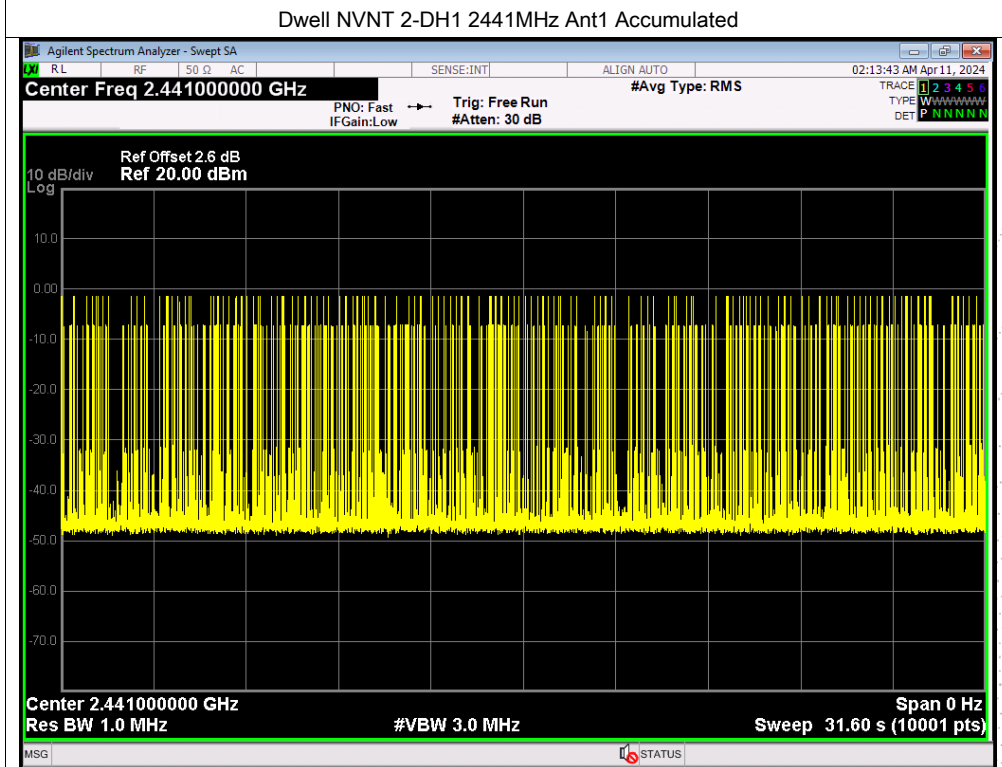 Dwell NVNT 2-DH1 2441MHz Ant1 Accumulated
Agilent Spectrum Analyzer - Swept SA
LXI RL RF 50 Ω AC SENSE:INT ALIGN AUTO 02:13:43 AM Apr 11, 2024
Center Freq 2.441000000 GHz #Avg Type: RMS TRACE 1 2 3 4 5 6
PNO: Fast Trig: Free Run TYPE W
IFGain:Low #Atten: 30 dB DET P N N N N N
Ref Offset 2.6 dB
10 dB/div Ref 20.00 dBm
Log
10.0
0.00
-10.0
-20.0
-30.0
-40.0
-50.0
-60.0
-70.0
Center 2.441000000 GHz Span 0 Hz
Res BW 1.0 MHz #VBW 3.0 MHz Sweep 31.60 s (10001 pts)
MSG STATUS